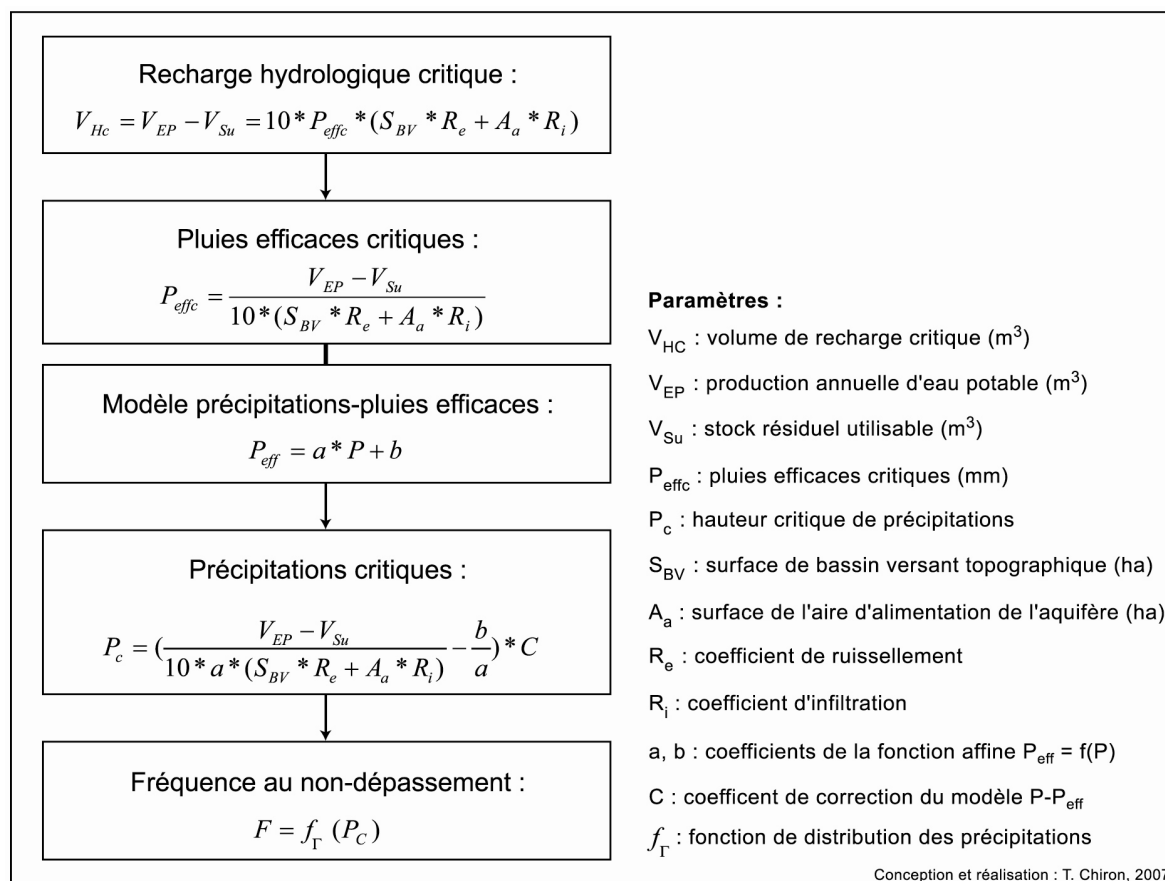 Recharge hydrologique critique :
V_Hc = V_EP − V_Su = 10 * P_effc * (S_BV * R_e + A_a * R_i)
Pluies efficaces critiques :
P_effc = (V_EP − V_Su) / (10 * (S_BV * R_e + A_a * R_i))
Modèle précipitations-pluies efficaces :
P_eff = a * P + b
Précipitations critiques :
P_c = ((V_EP − V_Su) / (10 * a * (S_BV * R_e + A_a * R_i)) − b/a) * C
Fréquence au non-dépassement :
F = f_Γ (P_C)
Paramètres :
V_HC : volume de recharge critique (m³)
V_EP : production annuelle d'eau potable (m³)
V_Su : stock résiduel utilisable (m³)
P_effc : pluies efficaces critiques (mm)
P_c : hauteur critique de précipitations
S_BV : surface de bassin versant topographique (ha)
A_a : surface de l'aire d'alimentation de l'aquifère (ha)
R_e : coefficient de ruissellement
R_i : coefficient d'infiltration
a, b : coefficients de la fonction affine P_eff = f(P)
C : coefficent de correction du modèle P-P_eff
f_Γ : fonction de distribution des précipitations
Conception et réalisation : T. Chiron, 2007